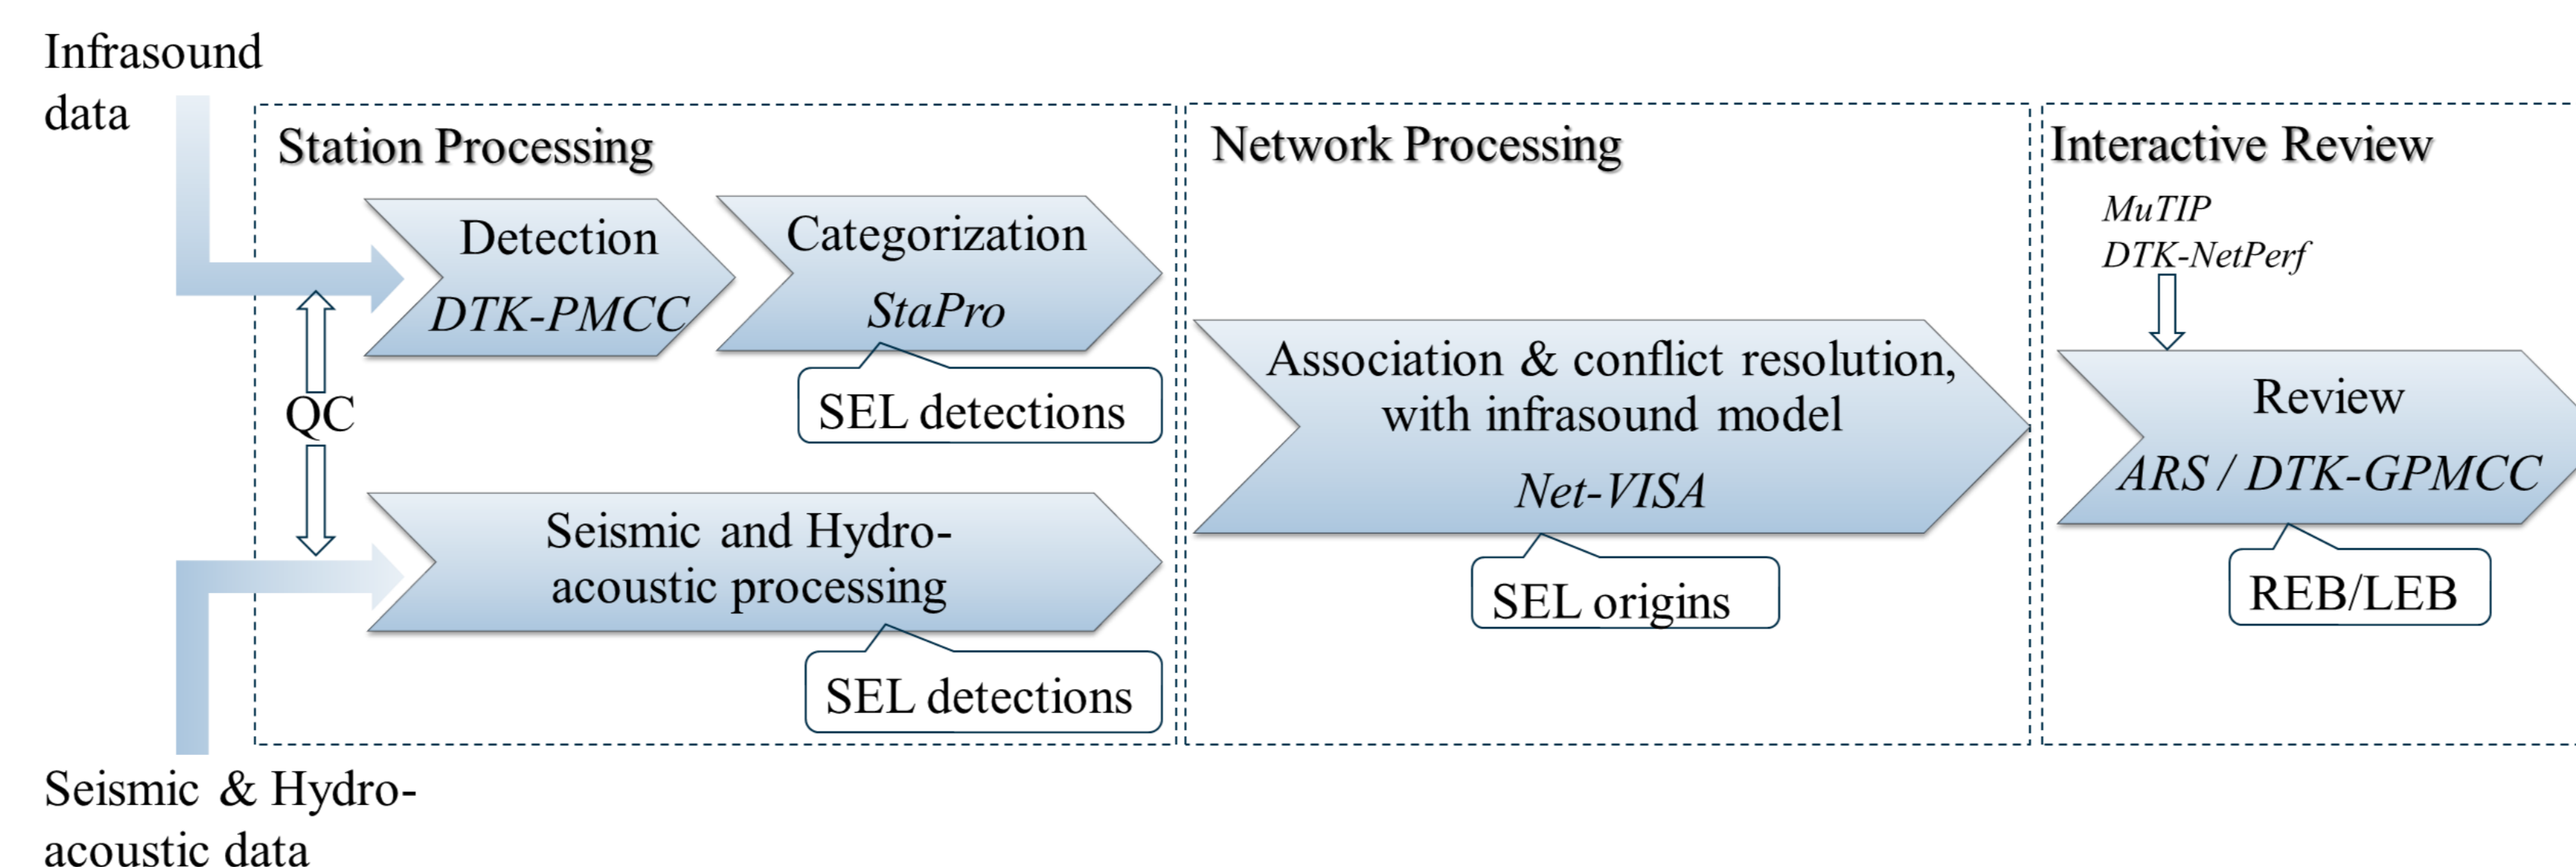 Infrasound
data
Station Processing
Detection
DTK-PMCC
Categorization
StaPro
SEL detections
QC
Seismic and Hydro-
acoustic processing
SEL detections
Seismic & Hydro-
acoustic data
Network Processing
Association & conflict resolution,
with infrasound model
Net-VISA
SEL origins
Interactive Review
MuTIP
DTK-NetPerf
Review
ARS / DTK-GPMCC
REB/LEB